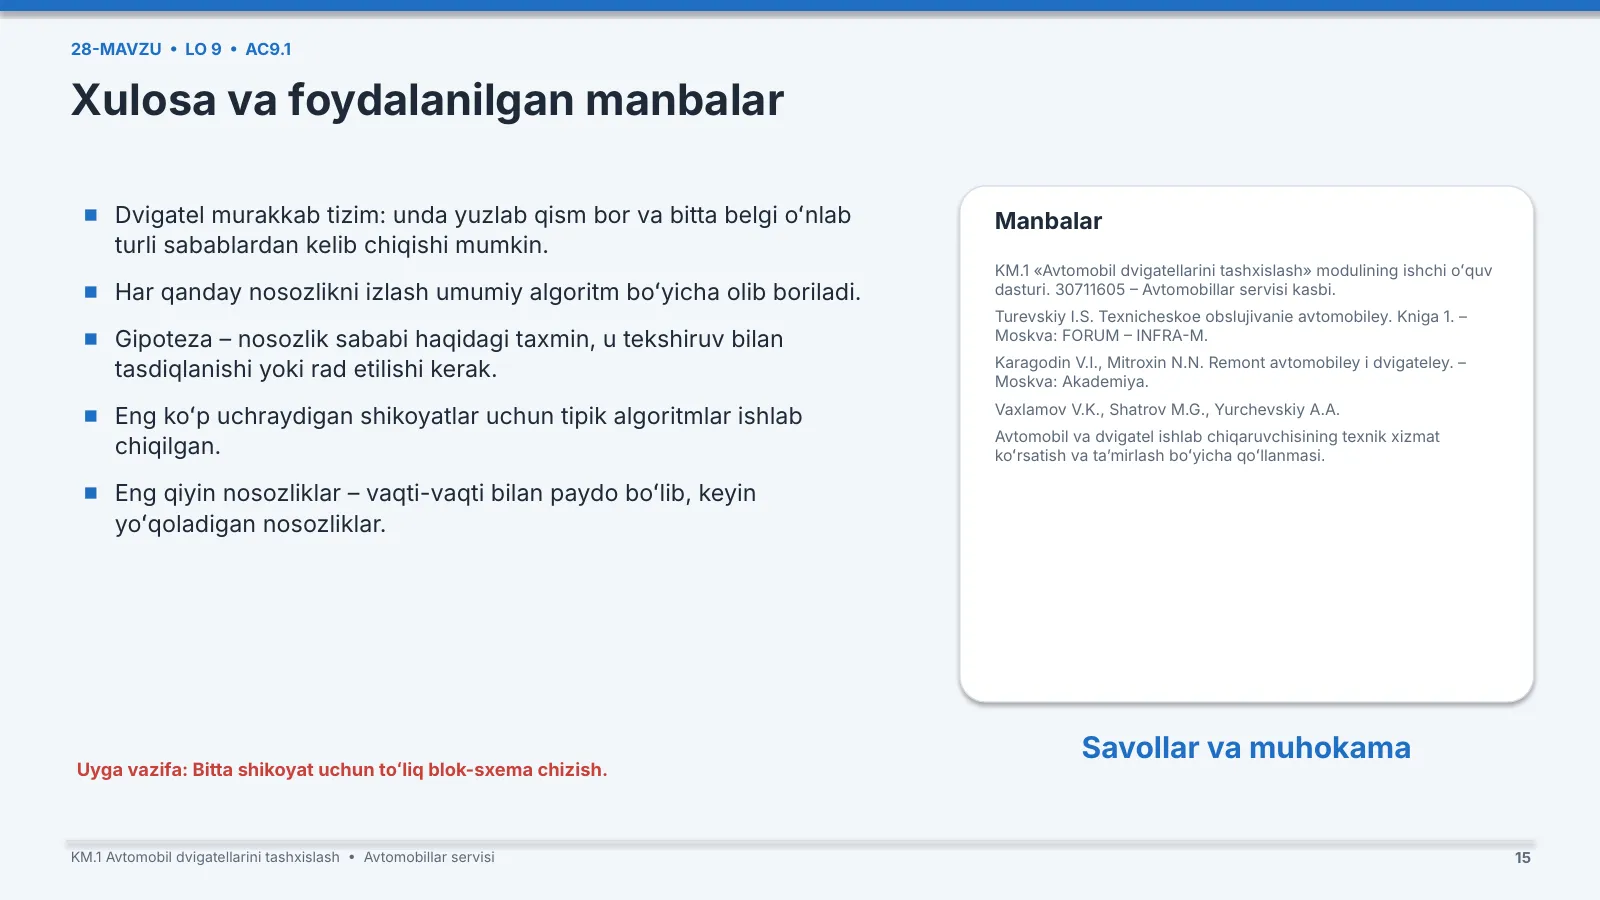 28-MAVZU • LO 9 • AC9.1
Xulosa va foydalanilgan manbalar
Dvigatel murakkab tizim: unda yuzlab qism bor va bitta belgi oʻnlab
turli sabablardan kelib chiqishi mumkin.
Har qanday nosozlikni izlash umumiy algoritm boʻyicha olib boriladi.
Gipoteza – nosozlik sababi haqidagi taxmin, u tekshiruv bilan
tasdiqlanishi yoki rad etilishi kerak.
Eng koʻp uchraydigan shikoyatlar uchun tipik algoritmlar ishlab
chiqilgan.
Eng qiyin nosozliklar – vaqti-vaqti bilan paydo boʻlib, keyin
yoʻqoladigan nosozliklar.
Uyga vazifa: Bitta shikoyat uchun toʻliq blok-sxema chizish.
Manbalar
KM.1 «Avtomobil dvigatellarini tashxislash» modulining ishchi oʻquv
dasturi. 30711605 – Avtomobillar servisi kasbi.
Turevskiy I.S. Texnicheskoe obslujivanie avtomobiley. Kniga 1. –
Moskva: FORUM – INFRA-M.
Karagodin V.I., Mitroxin N.N. Remont avtomobiley i dvigateley. –
Moskva: Akademiya.
Vaxlamov V.K., Shatrov M.G., Yurchevskiy A.A.
Avtomobil va dvigatel ishlab chiqaruvchisining texnik xizmat
koʻrsatish va taʼmirlash boʻyicha qoʻllanmasi.
Savollar va muhokama
KM.1 Avtomobil dvigatellarini tashxislash • Avtomobillar servisi
15